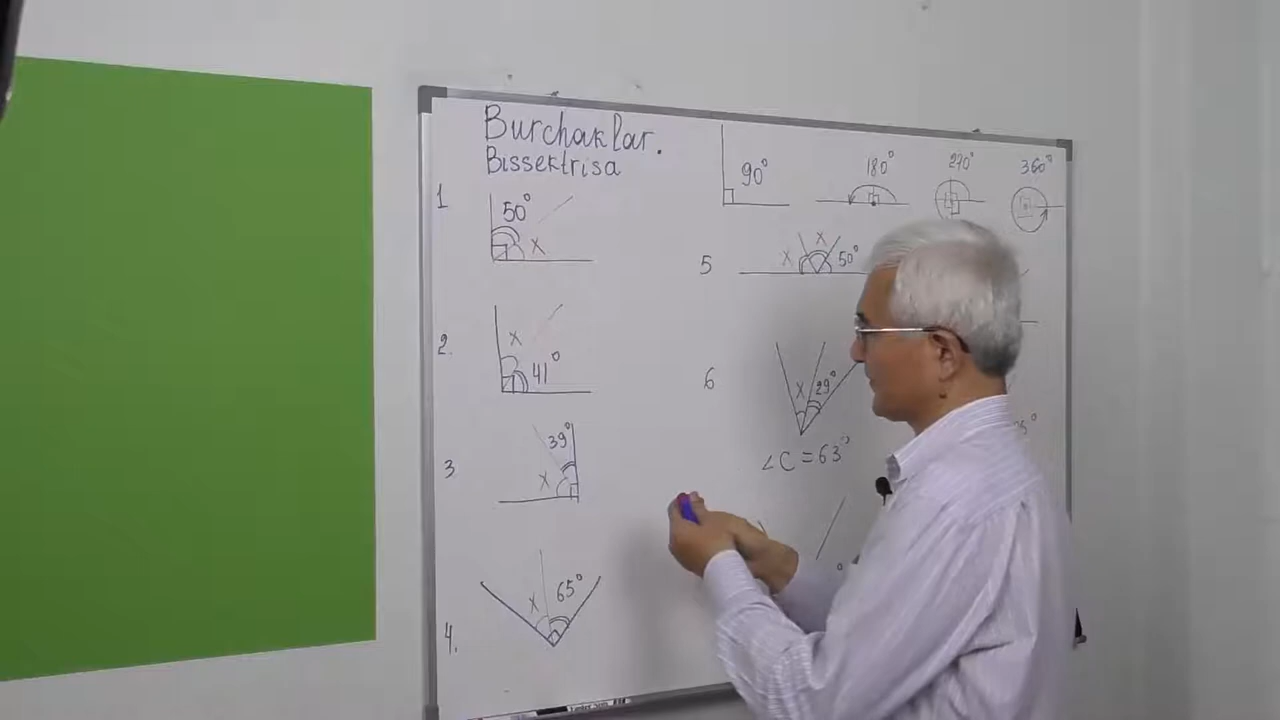 Burchaklar.
Bissektrisa
90°
180°
270°
360°
1
50°
x
5
x
x
50°
2.
x
41°
6
x
29°
∠C = 63°
3
39°
x
4.
x
65°